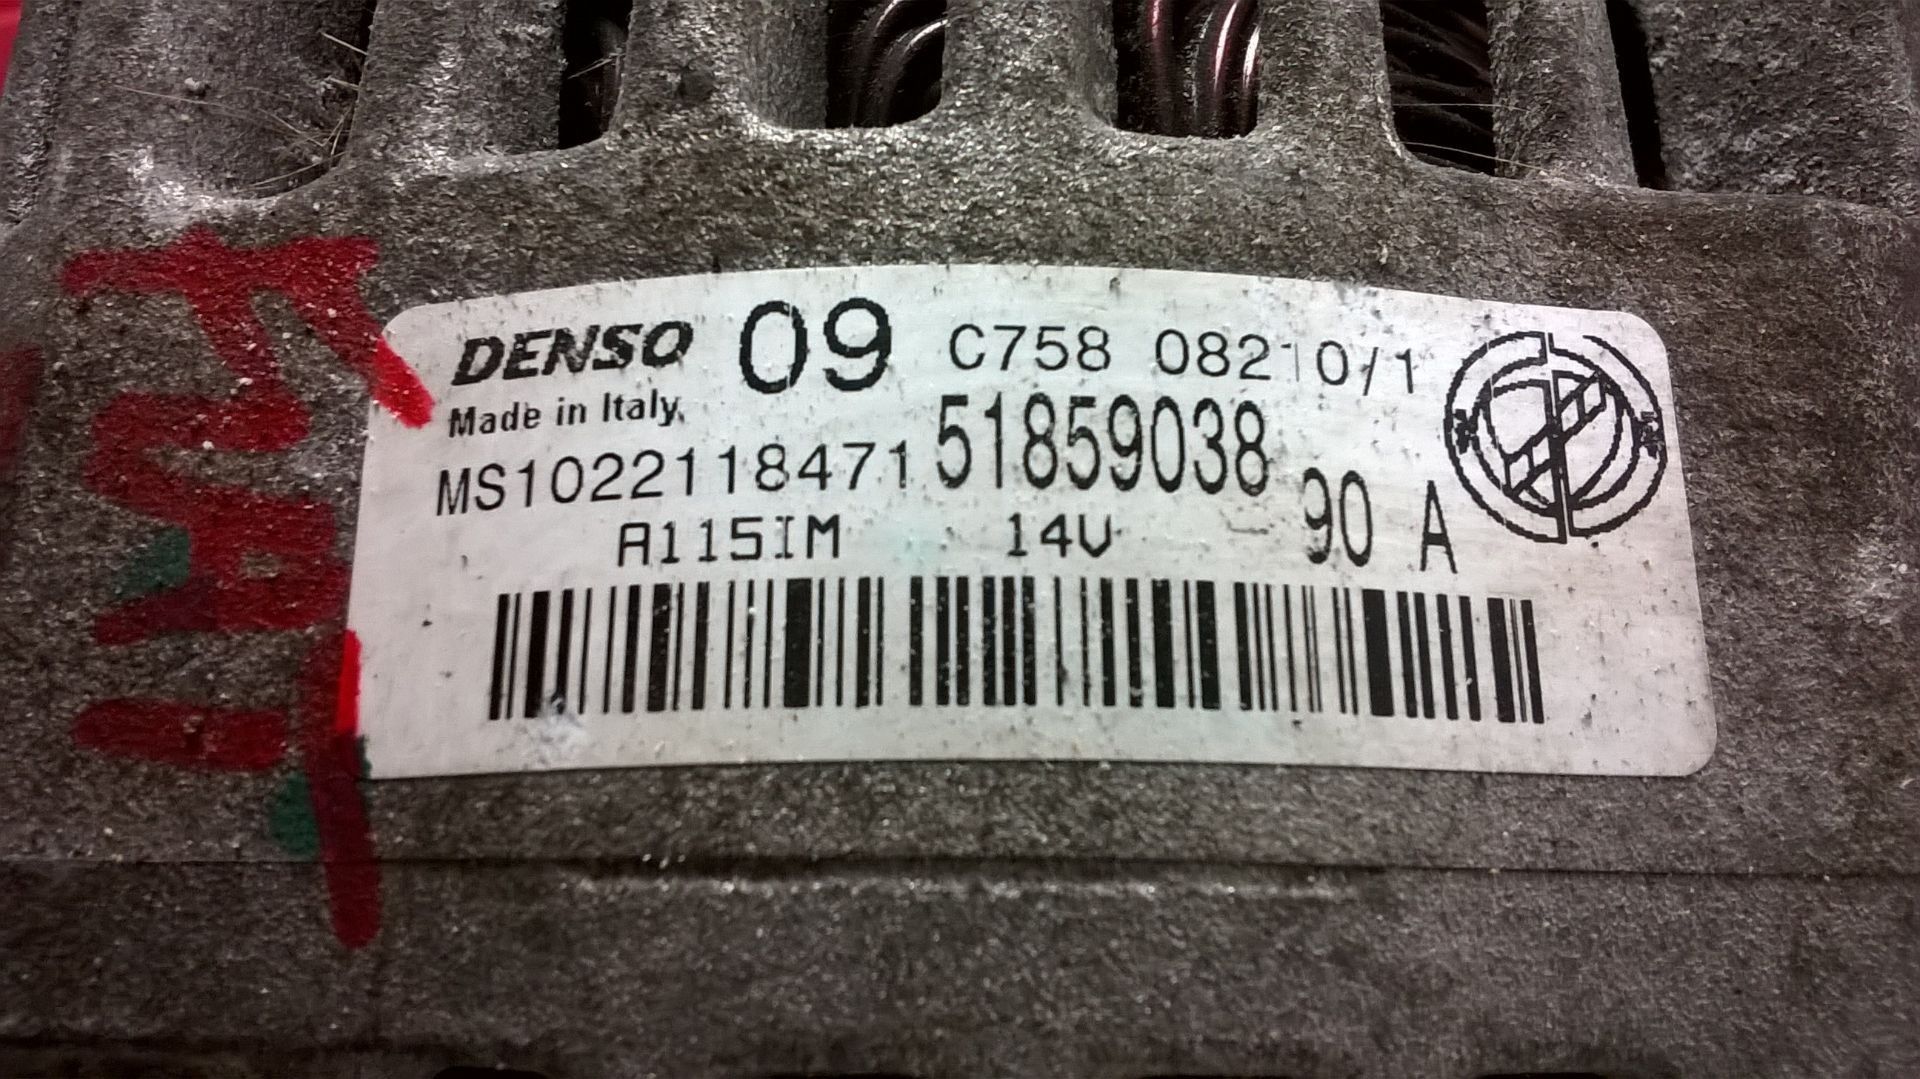 DENSO 09 C758 08210/1
Made in Italy.
MS1022118471 51859038
A115IM 14V 90 A